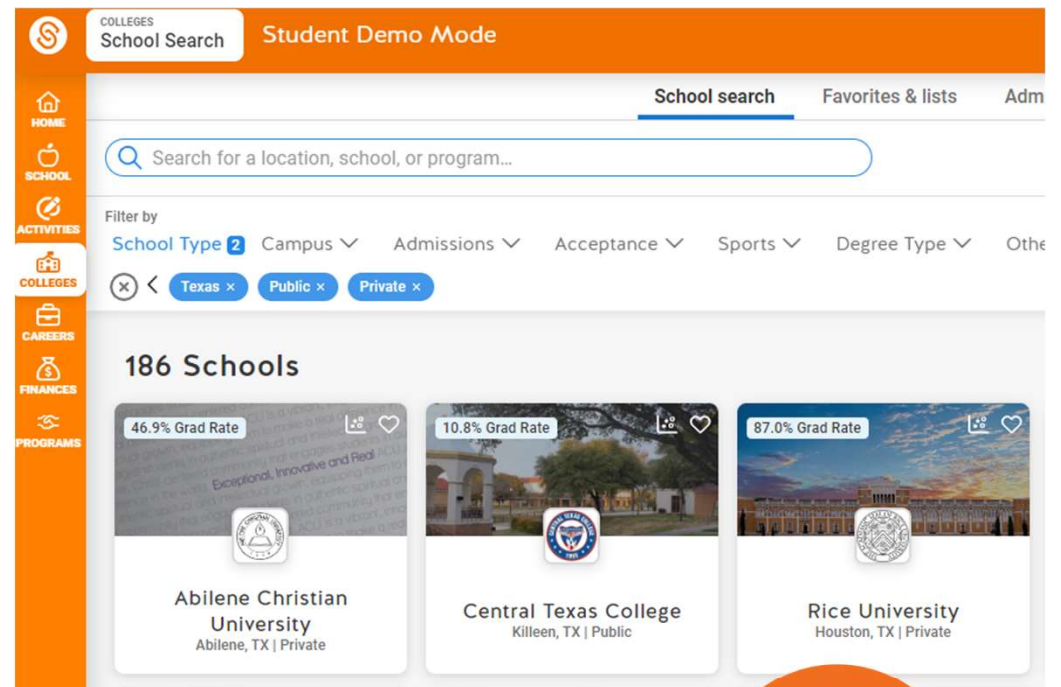 COLLEGES
School Search
Student Demo Mode
HOME
SCHOOL
ACTIVITIES
COLLEGES
CAREERS
FINANCES
PROGRAMS
School search Favorites & lists Adm
Search for a location, school, or program...
Filter by
School Type 2 Campus Admissions Acceptance Sports Degree Type Othe
Texas × Public × Private ×
186 Schools
46.9% Grad Rate
Exceptional, Innovative and Real
Abilene Christian
University
Abilene, TX | Private
10.8% Grad Rate
Central Texas College
Killeen, TX | Public
87.0% Grad Rate
Rice University
Houston, TX | Private